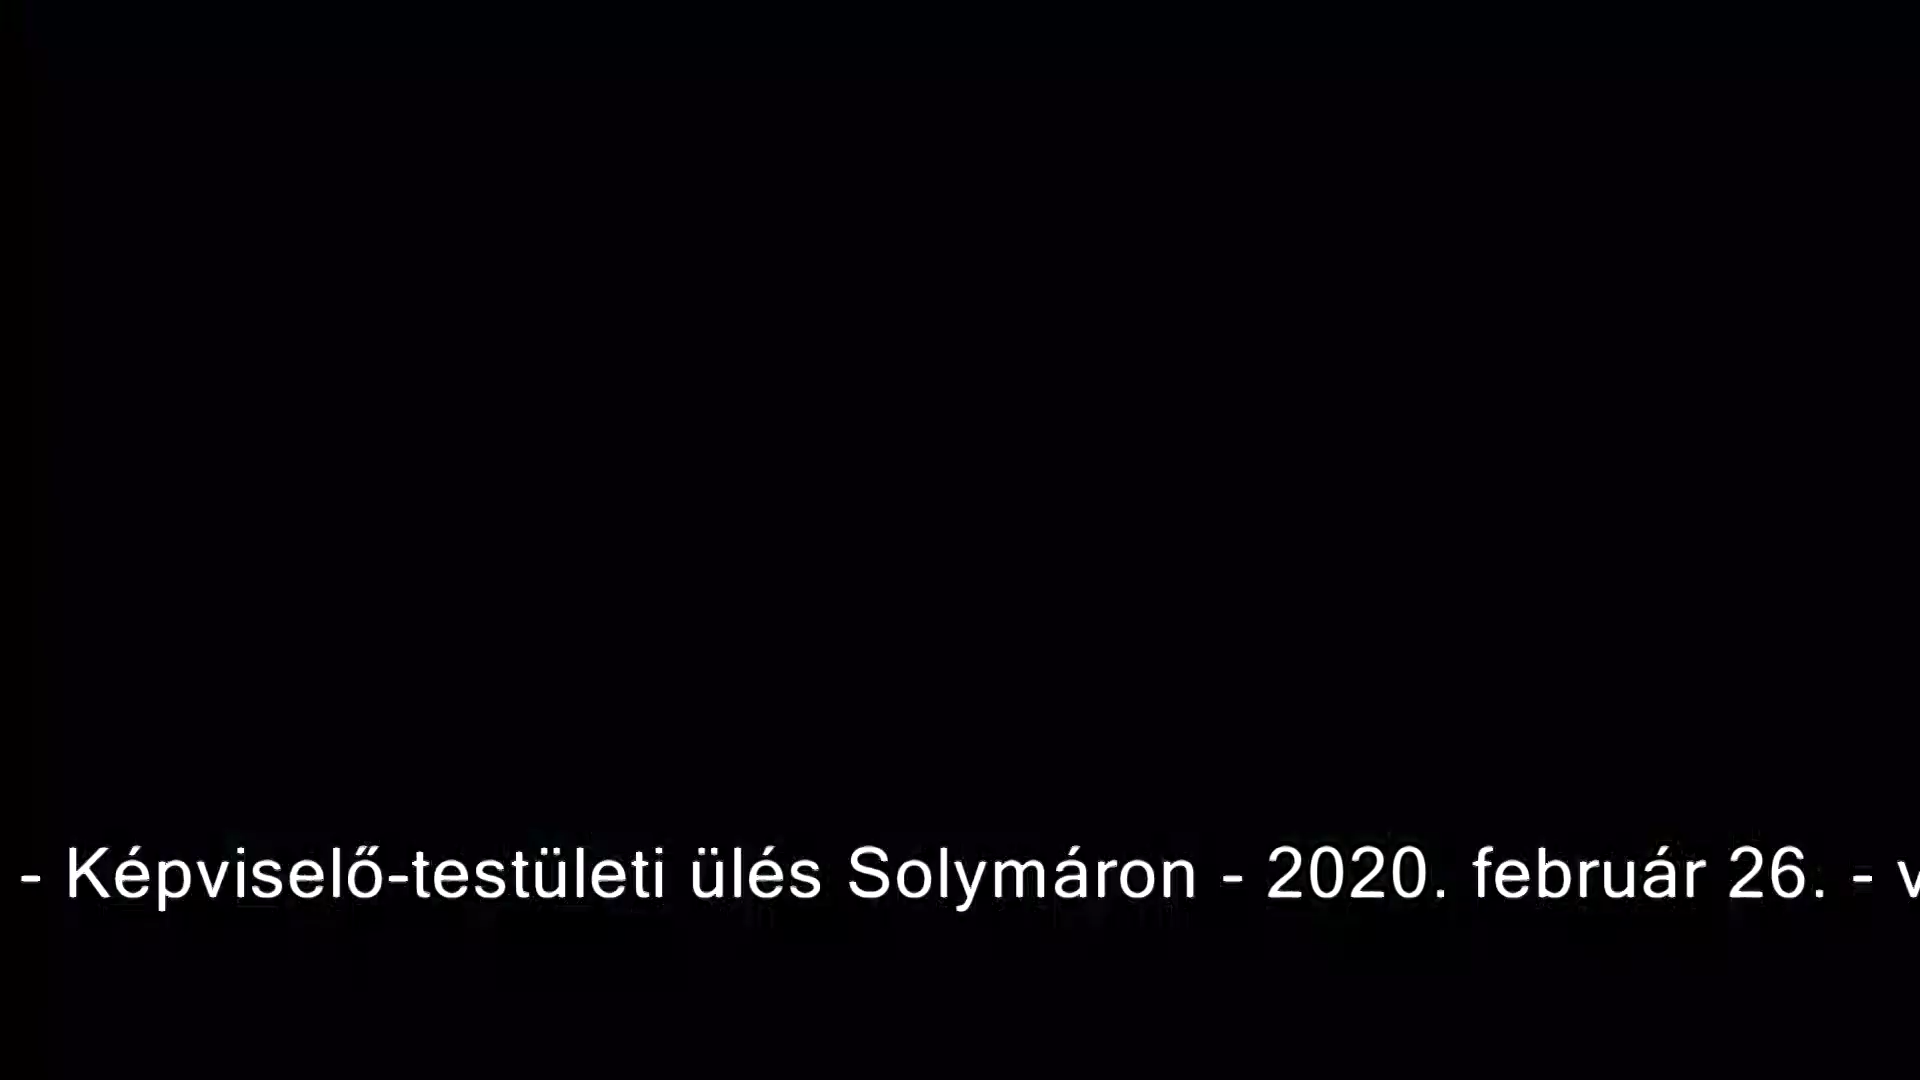 - Képviselő-testületi ülés Solymáron - 2020. február 26. -